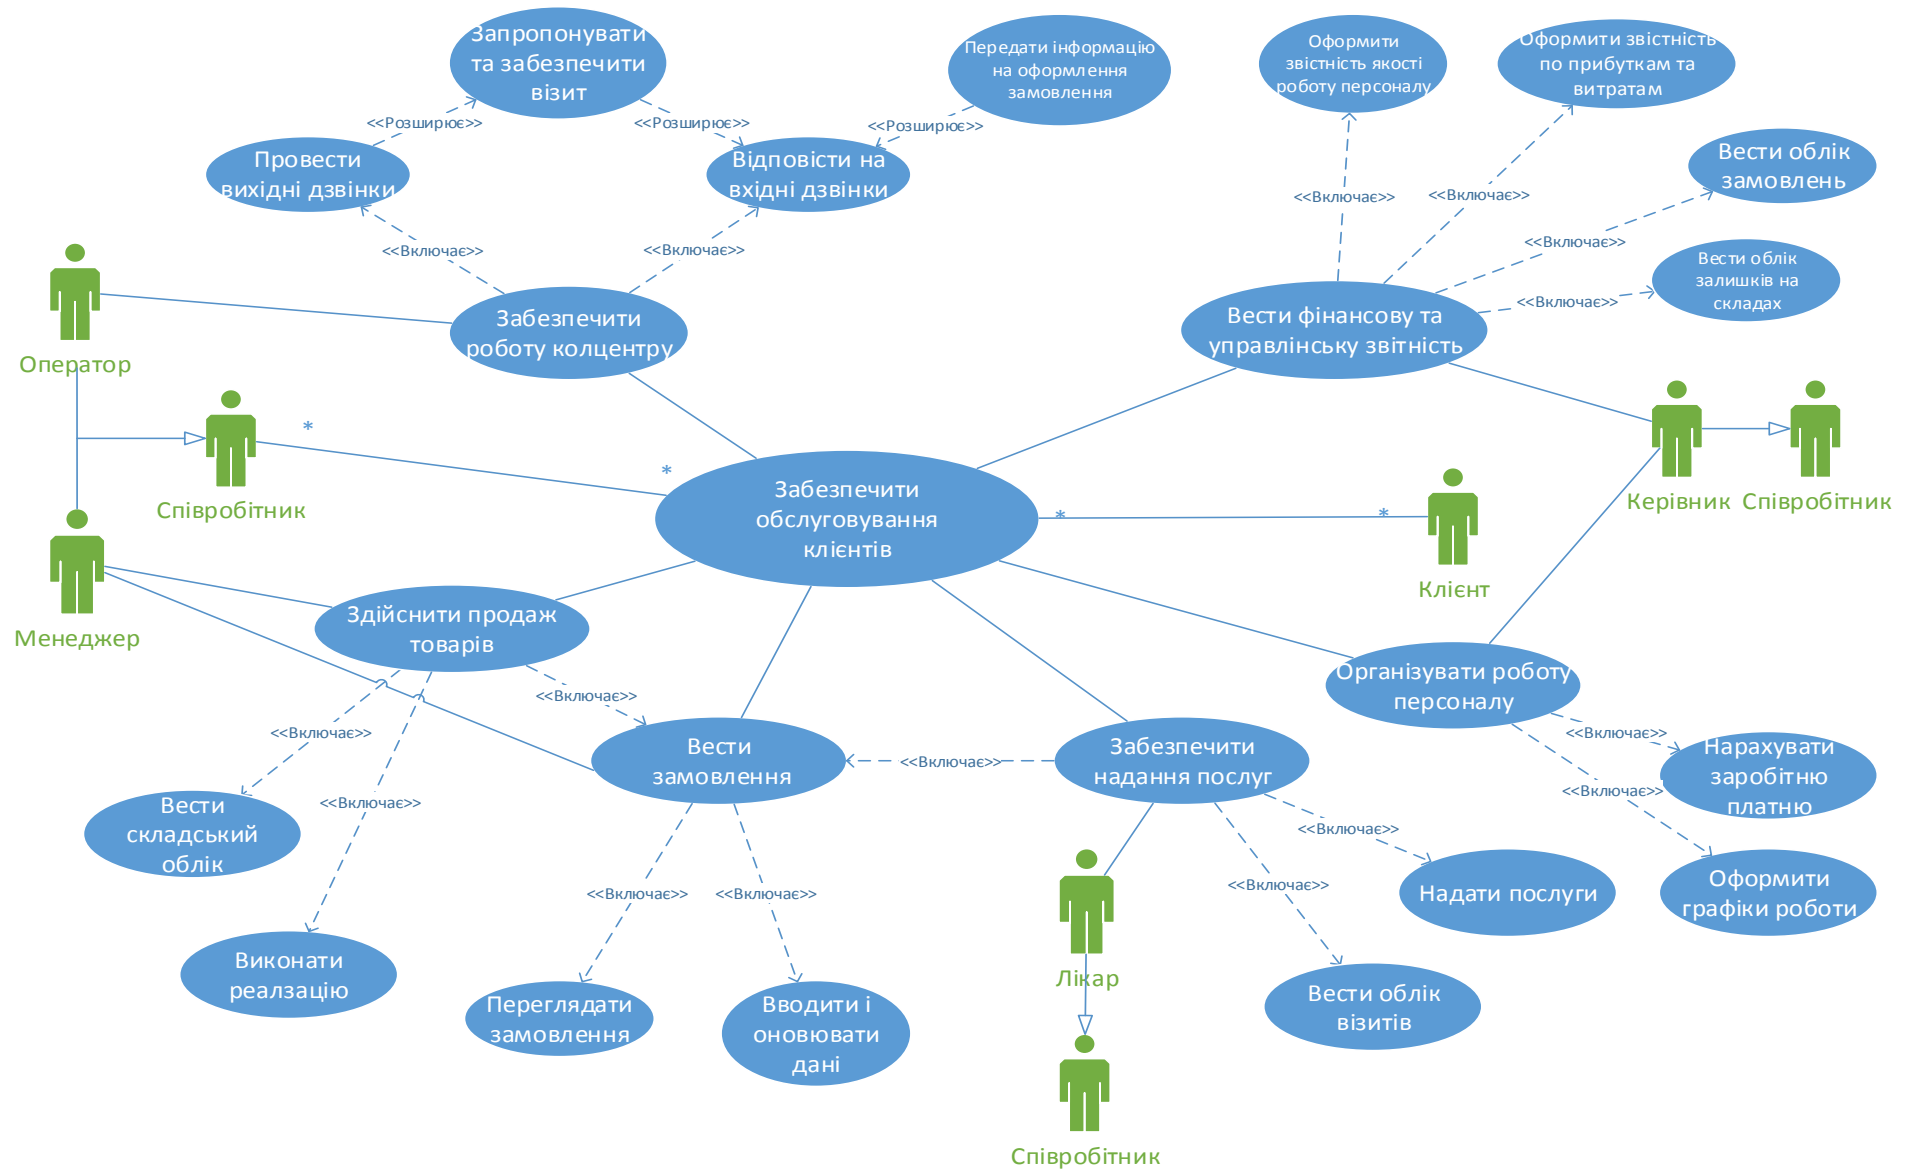 Запропонувати
та забезпечити
візит
Передати інформацію
на оформлення
замовлення
Оформити
звістність якості
роботу персоналу
Оформити звістність
по прибуткам та
витратам
<<Розширює>>
<<Розширює>>
<<Розширює>>
Провести
вихідні дзвінки
Відповісти на
вхідні дзвінки
Вести облік
замовлень
<<Включає>>
<<Включає>>
<<Включає>>
<<Включає>>
<<Включає>>
Вести облік
залишків на
складах
<<Включає>>
Оператор
Забезпечити
роботу колцентру
Вести фінансову та
управлінську звітність
*
*
Співробітник
Керівник
Співробітник
Забезпечити
обслуговування
клієнтів
*
*
Клієнт
Менеджер
Здійснити продаж
товарів
Організувати роботу
персоналу
<<Включає>>
<<Включає>>
<<Включає>>
Вести
замовлення
<<Включає>>
Забезпечити
надання послуг
Нарахувати
заробітню
платню
<<Включає>>
<<Включає>>
Вести
складський
облік
<<Включає>>
<<Включає>>
<<Включає>>
<<Включає>>
Надати послуги
Оформити
графіки роботи
Виконати
реалзацію
Лікар
Переглядати
замовлення
Вводити і
оновювати
дані
Вести облік
візитів
Співробітник